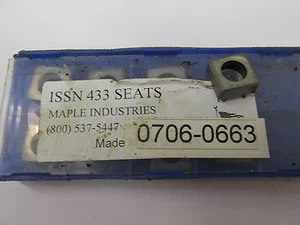 ISSN 433 SEATS
MAPLE INDUSTRIES
(800) 537-5447
Made
0706-0663